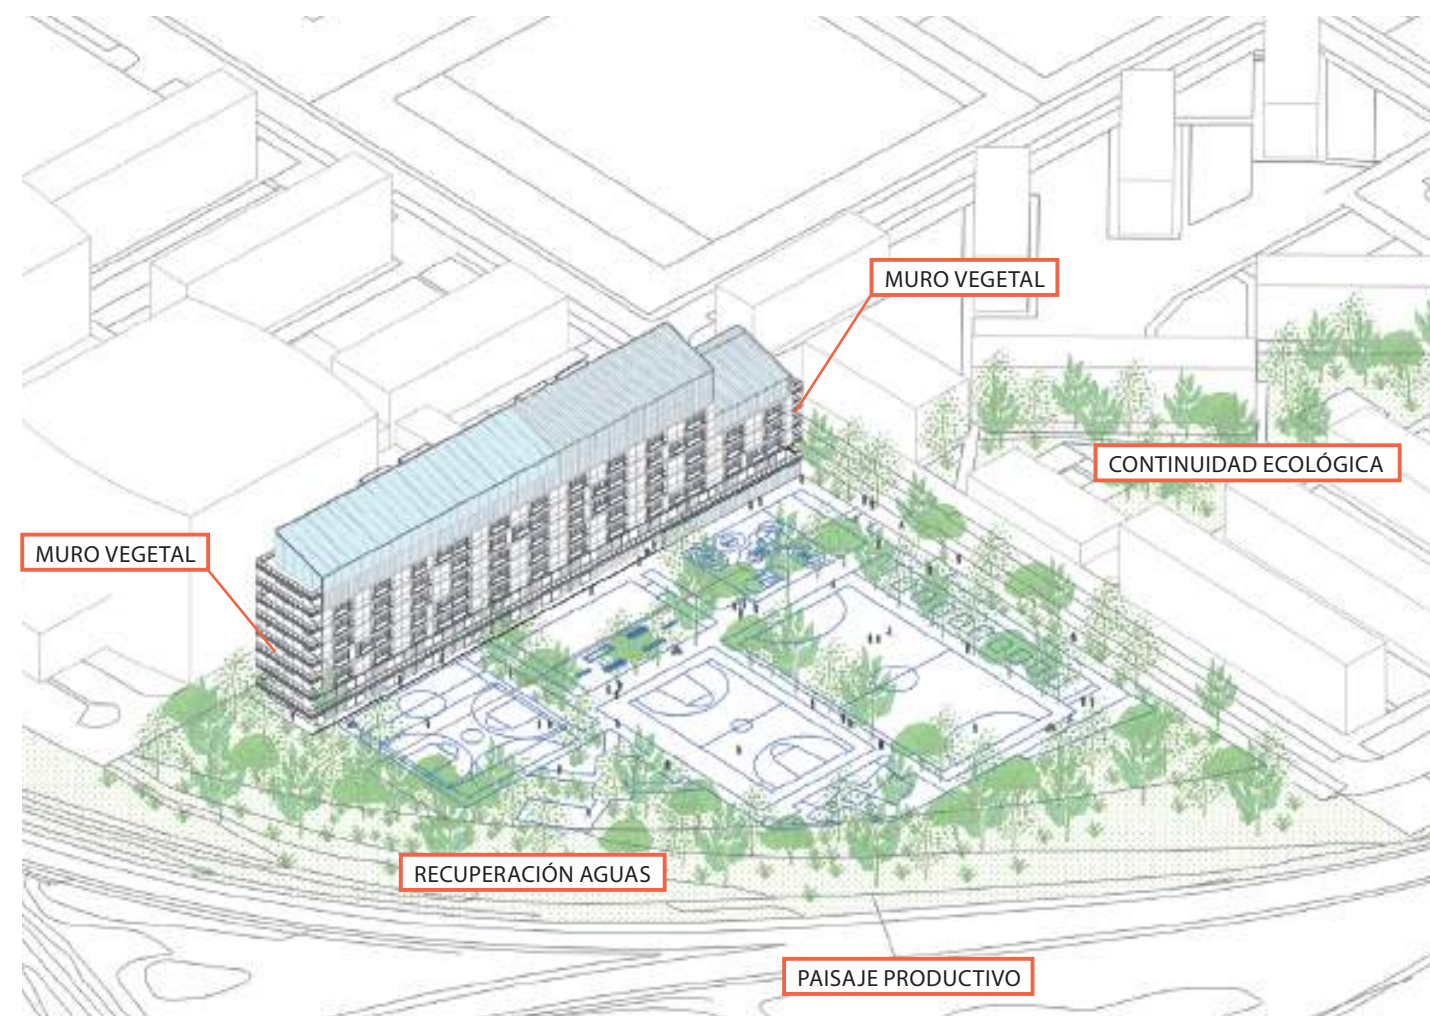 MURO VEGETAL
CONTINUIDAD ECOLÓGICA
MURO VEGETAL
RECUPERACIÓN AGUAS
PAISAJE PRODUCTIVO